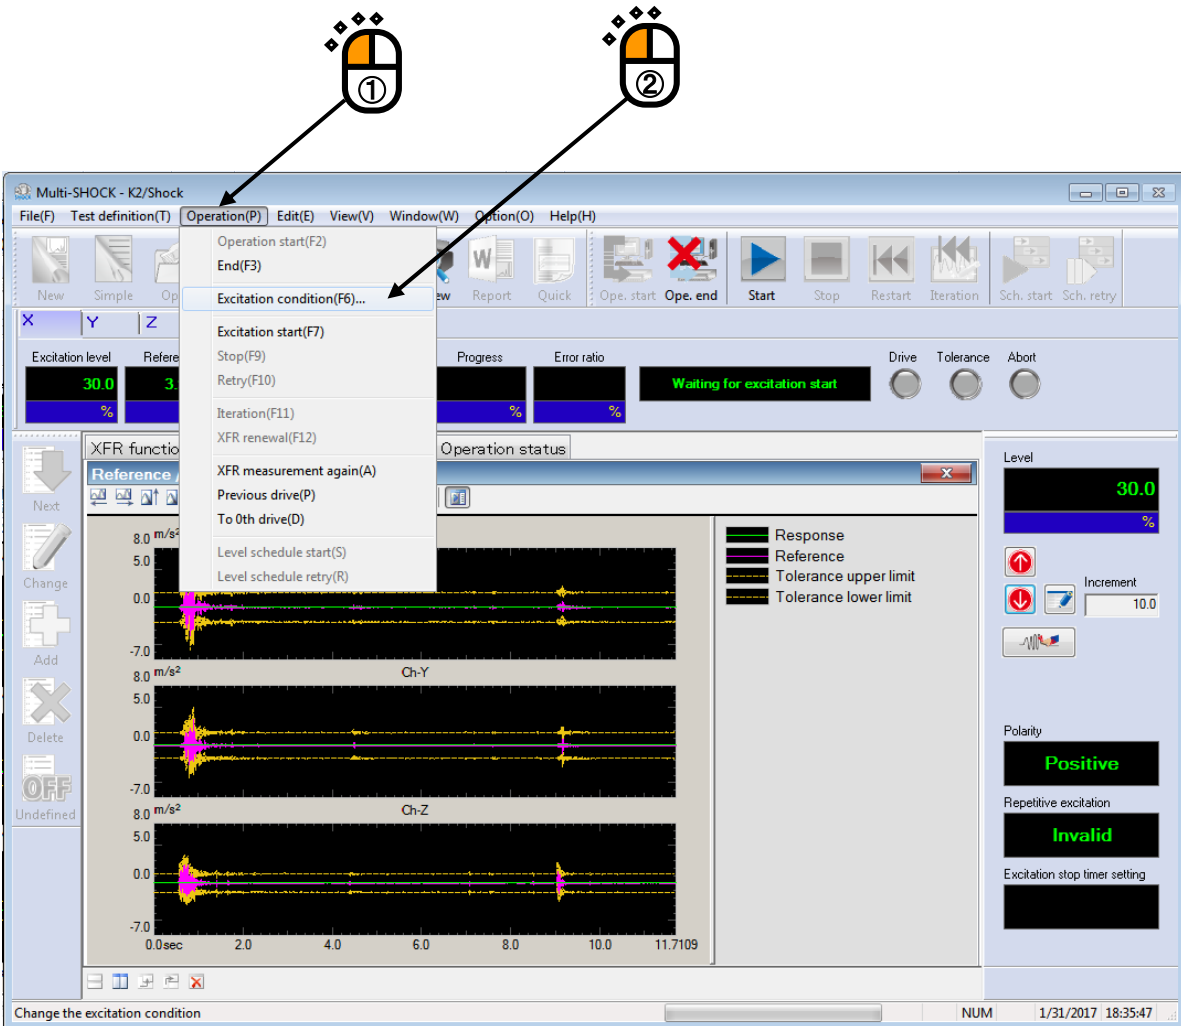 ①
②
Multi-SHOCK - K2/Shock
File(F) Test definition(T) Operation(P) Edit(E) View(V) Window(W) Option(O) Help(H)
New Simple Op ew Report Quick Ope. start Ope. end Start Stop Restart Iteration Sch. start Sch. retry
Operation start(F2)
End(F3)
Excitation condition(F6)...
Excitation start(F7)
Stop(F9)
Retry(F10)
Iteration(F11)
XFR renewal(F12)
XFR measurement again(A)
Previous drive(P)
To 0th drive(D)
Level schedule start(S)
Level schedule retry(R)
X Y Z
Excitation level Refere Progress Error ratio Drive Tolerance Abort
30.0 3. Waiting for excitation start
% % %
XFR functio Operation status
Reference /
Next
Change
Add
Delete
OFF
Undefined
8.0 m/s²
5.0
0.0
-7.0
8.0 m/s² Ch-Y
5.0
0.0
-7.0
8.0 m/s² Ch-Z
5.0
0.0
-7.0
0.0sec 2.0 4.0 6.0 8.0 10.0 11.7109
Response
Reference
Tolerance upper limit
Tolerance lower limit
Level
30.0
%
Increment
10.0
Polarity
Positive
Repetitive excitation
Invalid
Excitation stop timer setting
Change the excitation condition NUM 1/31/2017 18:35:47